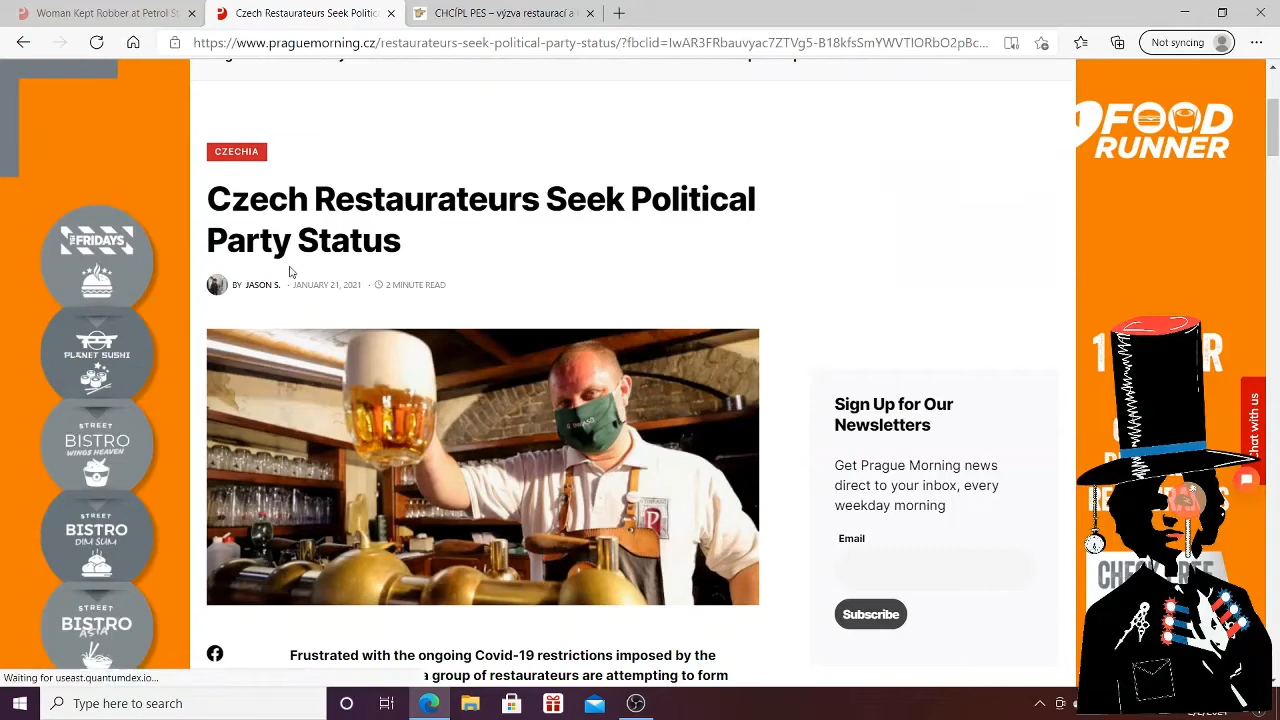 Rapper Robber at Petrol St
Czech Restaurateurs Seek Politic
CHCÍPL PES – výzva restaurací a
https://www.praguemorning.cz/restaurateurs-seek-political-party-status/?fbclid=IwAR3FRbauvyac7ZTVg5-B18kfsSmYWVTIORbO2pBc...
Not syncing
CZECHIA
Czech Restaurateurs Seek Political
Party Status
BY JASON S. · JANUARY 21, 2021 · 2 MINUTE READ
FRIDAYS
PLANET SUSHI
STREET
BISTRO
WINGS HEAVEN
STREET
BISTRO
DIM SUM
STREET
BISTRO
ASIA
FOOD
RUNNER
Chat with us
Sign Up for Our
Newsletters
Get Prague Morning news
direct to your inbox, every
weekday morning
Email
Subscribe
Frustrated with the ongoing Covid-19 restrictions imposed by the
a group of restaurateurs are attempting to form
Waiting for useast.quantumdex.io...
Type here to search